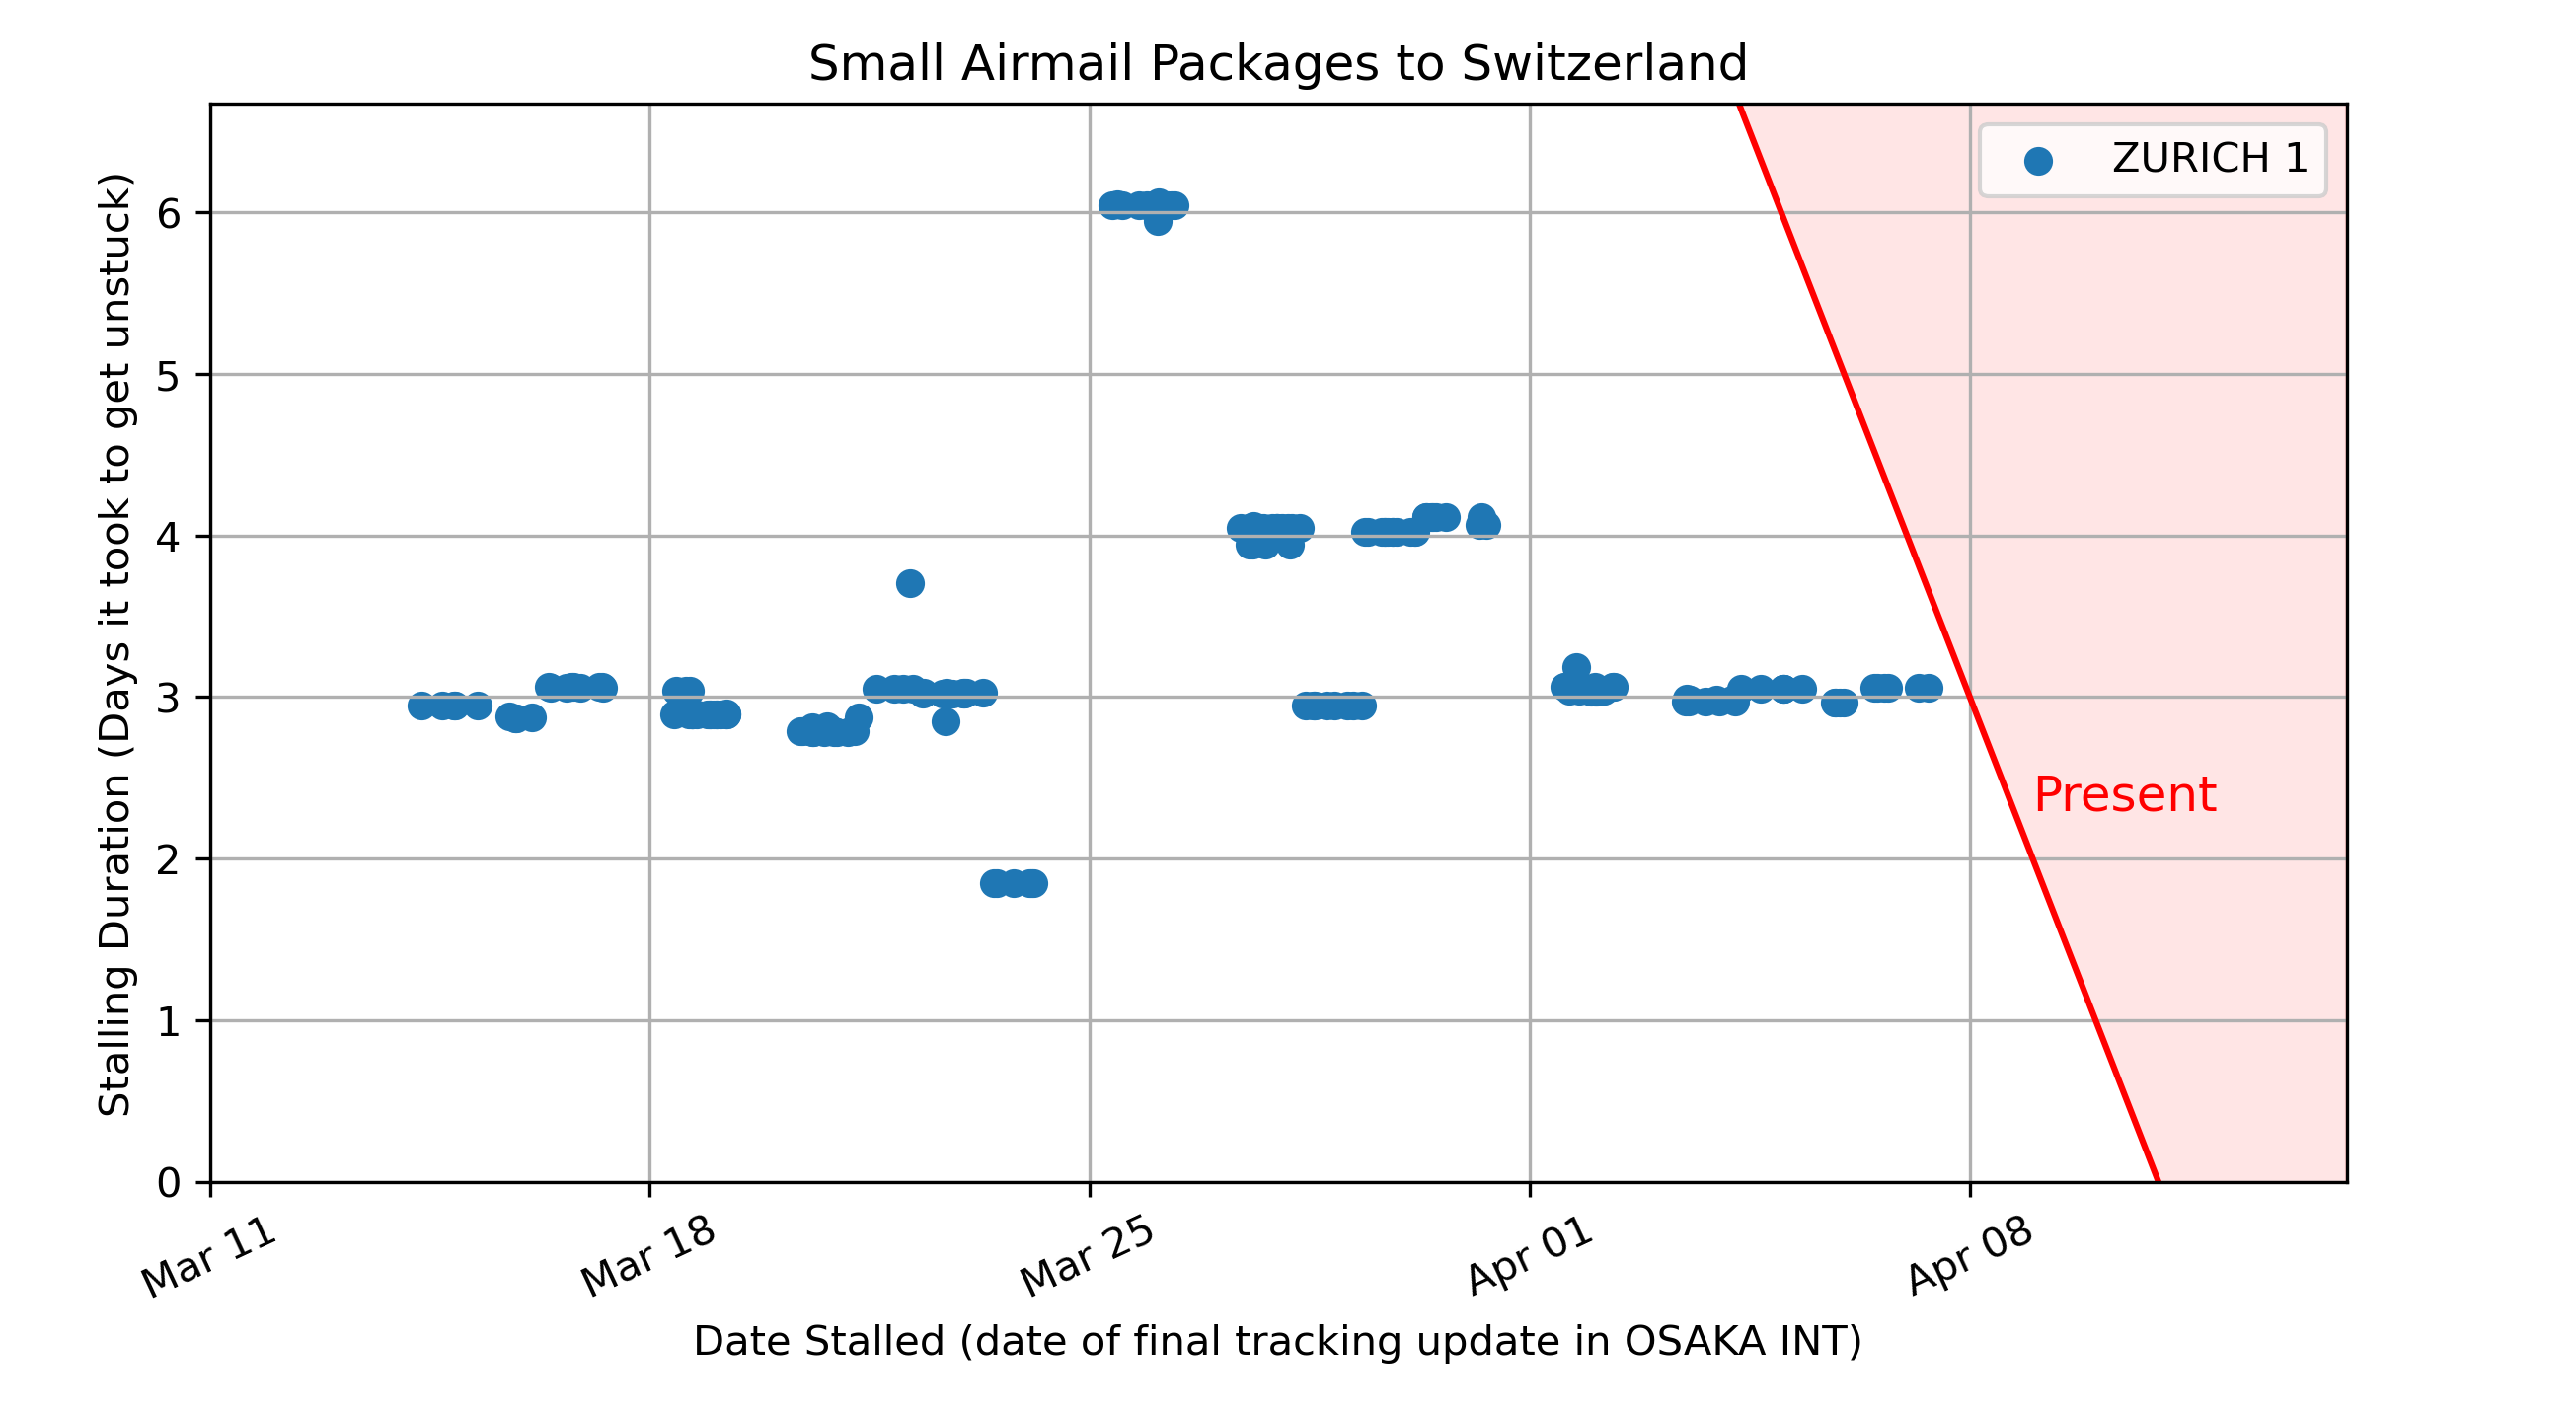 Small Airmail Packages to Switzerland
ZURICH 1
Stalling Duration (Days it took to get unstuck)
6
5
4
3
2
1
0
Present
Mar 11
Mar 18
Mar 25
Apr 01
Apr 08
Date Stalled (date of final tracking update in OSAKA INT)